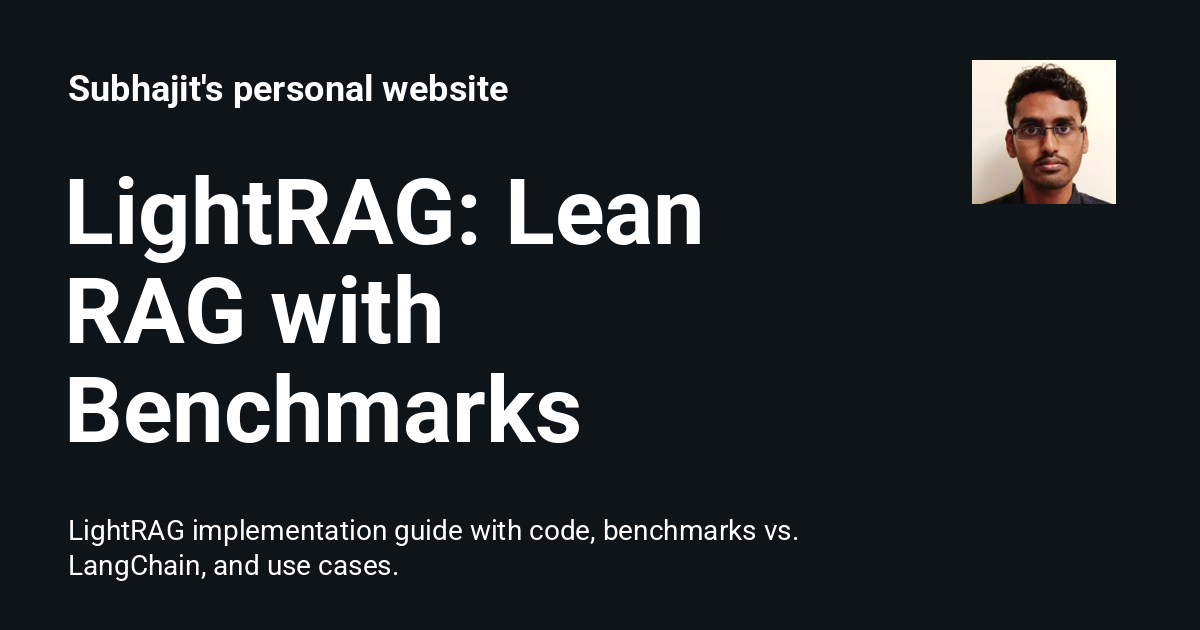 Subhajit's personal website
LightRAG: Lean
RAG with
Benchmarks
LightRAG implementation guide with code, benchmarks vs.
LangChain, and use cases.